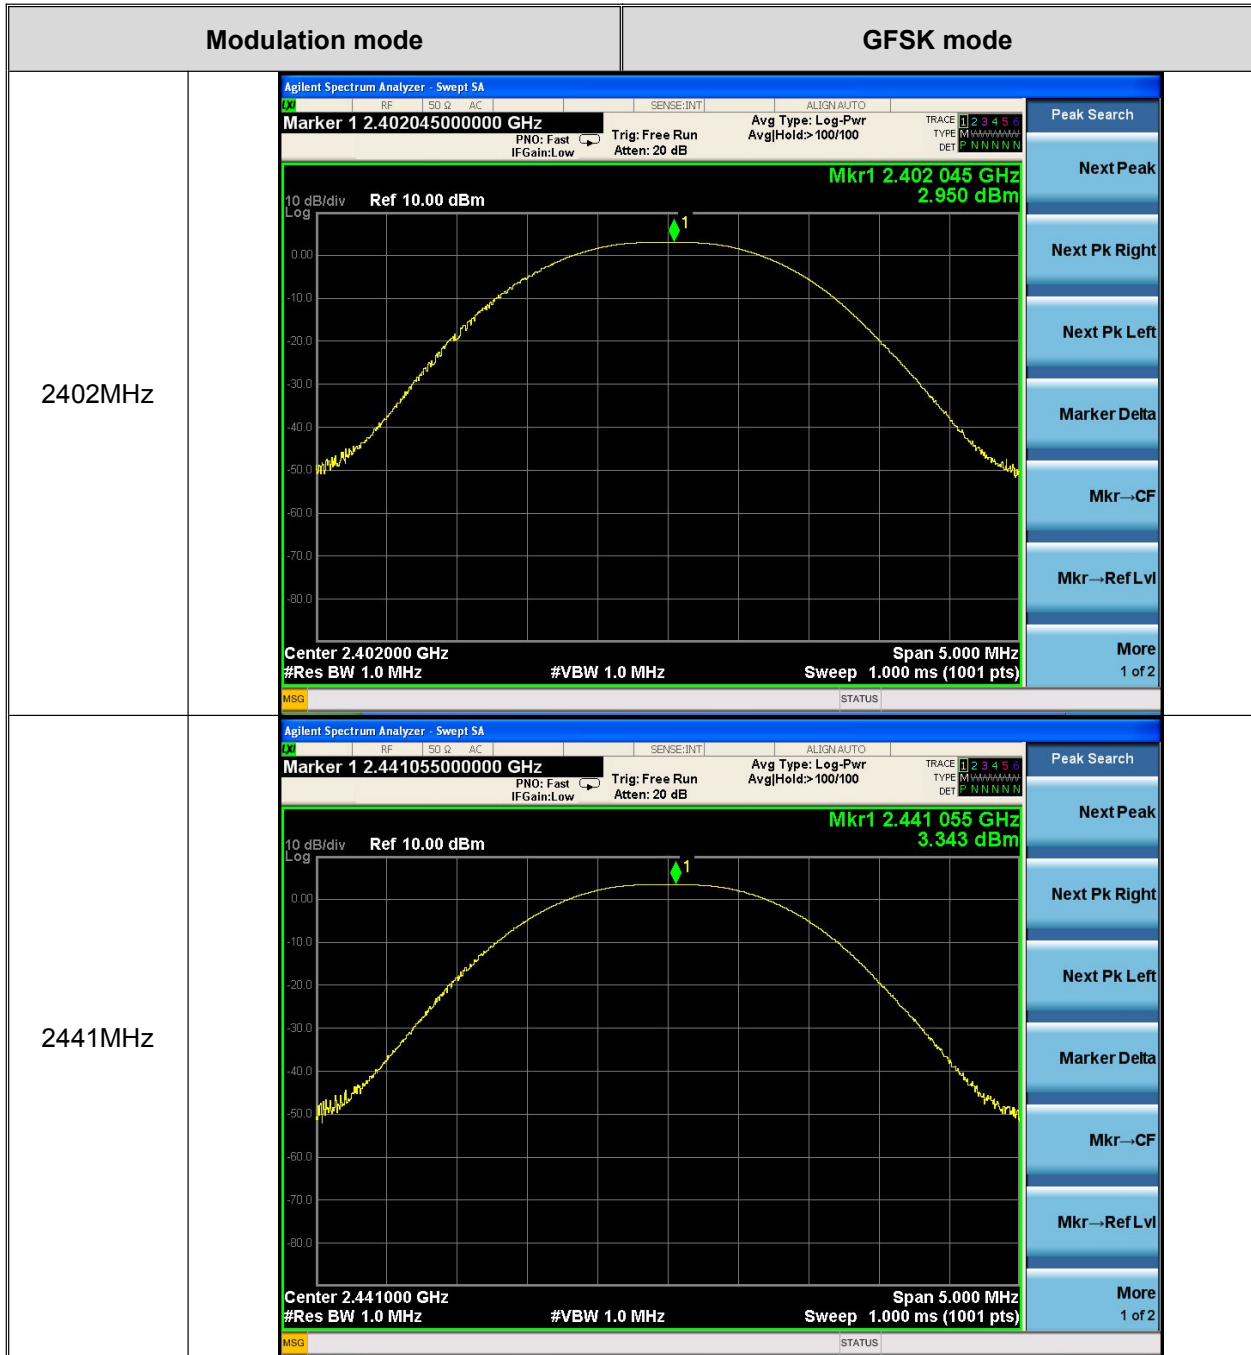 Modulation mode GFSK mode
2402MHz
Agilent Spectrum Analyzer - Swept SA
LXI RF 50 Ω AC SENSE:INT ALIGN AUTO
Marker 1 2.402045000000 GHz
PNO: Fast
IFGain:Low
Trig: Free Run
Atten: 20 dB
Avg Type: Log-Pwr
Avg|Hold:>100/100
TRACE 1 2 3 4 5 6
TYPE M WWWWW
DET P N N N N N
Mkr1 2.402 045 GHz
2.950 dBm
10 dB/div Ref 10.00 dBm
Log
1
0.00
-10.0
-20.0
-30.0
-40.0
-50.0
-60.0
-70.0
-80.0
Center 2.402000 GHz Span 5.000 MHz
#Res BW 1.0 MHz #VBW 1.0 MHz Sweep 1.000 ms (1001 pts)
MSG STATUS
Peak Search
Next Peak
Next Pk Right
Next Pk Left
Marker Delta
Mkr→CF
Mkr→Ref Lvl
More
1 of 2
2441MHz
Agilent Spectrum Analyzer - Swept SA
LXI RF 50 Ω AC SENSE:INT ALIGN AUTO
Marker 1 2.441055000000 GHz
PNO: Fast
IFGain:Low
Trig: Free Run
Atten: 20 dB
Avg Type: Log-Pwr
Avg|Hold:>100/100
TRACE 1 2 3 4 5 6
TYPE M WWWWW
DET P N N N N N
Mkr1 2.441 055 GHz
3.343 dBm
10 dB/div Ref 10.00 dBm
Log
1
0.00
-10.0
-20.0
-30.0
-40.0
-50.0
-60.0
-70.0
-80.0
Center 2.441000 GHz Span 5.000 MHz
#Res BW 1.0 MHz #VBW 1.0 MHz Sweep 1.000 ms (1001 pts)
MSG STATUS
Peak Search
Next Peak
Next Pk Right
Next Pk Left
Marker Delta
Mkr→CF
Mkr→Ref Lvl
More
1 of 2